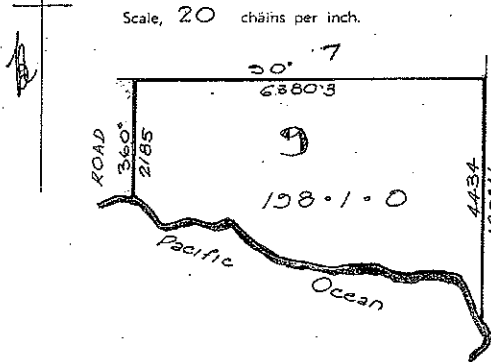 Scale, 20 chains per inch.
7
90°
6380·3
9
ROAD
360°
2185
198·1·0
4434
Pacific
Ocean